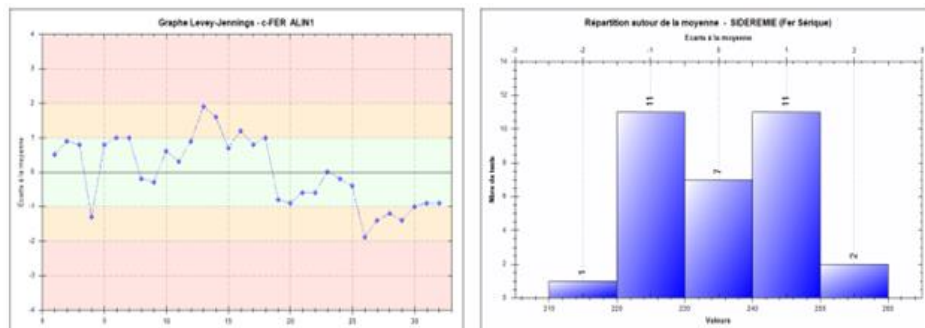 Graphe Levey-Jennings - c-FER ALIN1
Ecarts à la moyenne
4
3
2
1
0
-1
-2
-3
-4
0 5 10 15 20 25 30
Répartition autour de la moyenne - SIDEREMIE (Fer Sérique)
Ecarts à la moyenne
-3 -2 -1 0 1 2 3
Nbre de tests
14
12
10
8
6
4
2
0
1 11 7 11 2
210 220 230 240 250 260
Valeurs